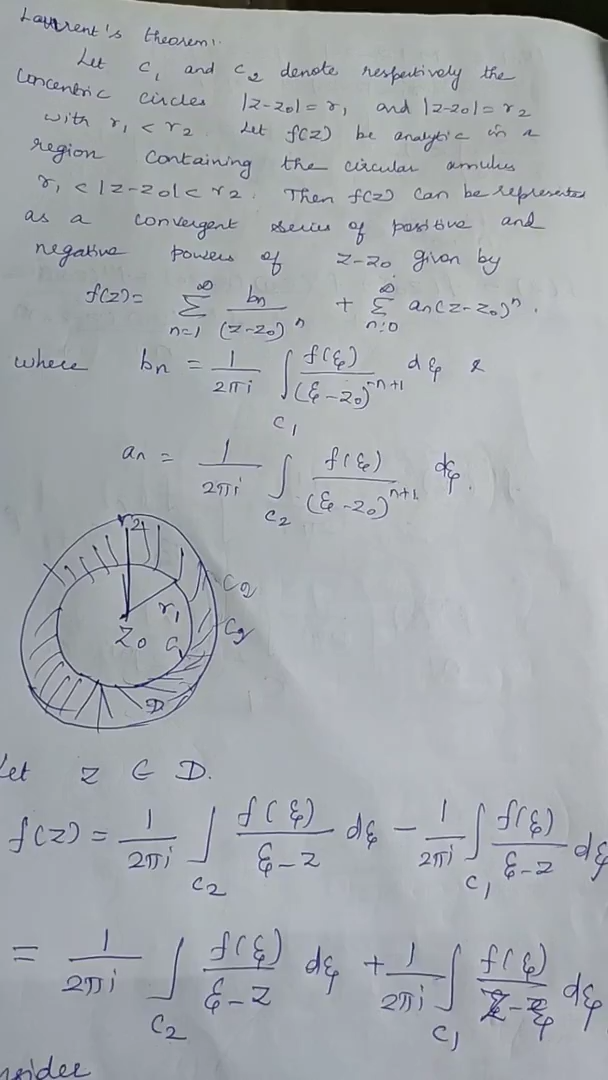 Laurent's theorem:
Let C₁ and C₂ denote respectively the
concentric circles |z-z₀| = r₁ and |z-z₀| = r₂
with r₁ < r₂. Let f(z) be analytic in a
region containing the circular annulus
r₁ < |z-z₀| < r₂. Then f(z) can be represented
as a convergent series of positive and
negative powers of z-z₀ given by
f(z) = ∑_{n=1}^{∞} bn/(z-z₀)^n + ∑_{n=0}^{∞} an(z-z₀)^n.
where bn = 1/2πi ∫_{C₁} f(ξ)/(ξ-z₀)^{-n+1} dξ &
an = 1/2πi ∫_{C₂} f(ξ)/(ξ-z₀)^{n+1} dξ.
r₂
C₂
r₁
C₂
z₀ C₁
D
Let z ∈ D.
f(z) = 1/2πi ∫_{C₂} f(ξ)/ξ-z dξ - 1/2πi ∫_{C₁} f(ξ)/ξ-z dξ
= 1/2πi ∫_{C₂} f(ξ)/ξ-z dξ + 1/2πi ∫_{C₁} f(ξ)/z-ξ dξ
nsider